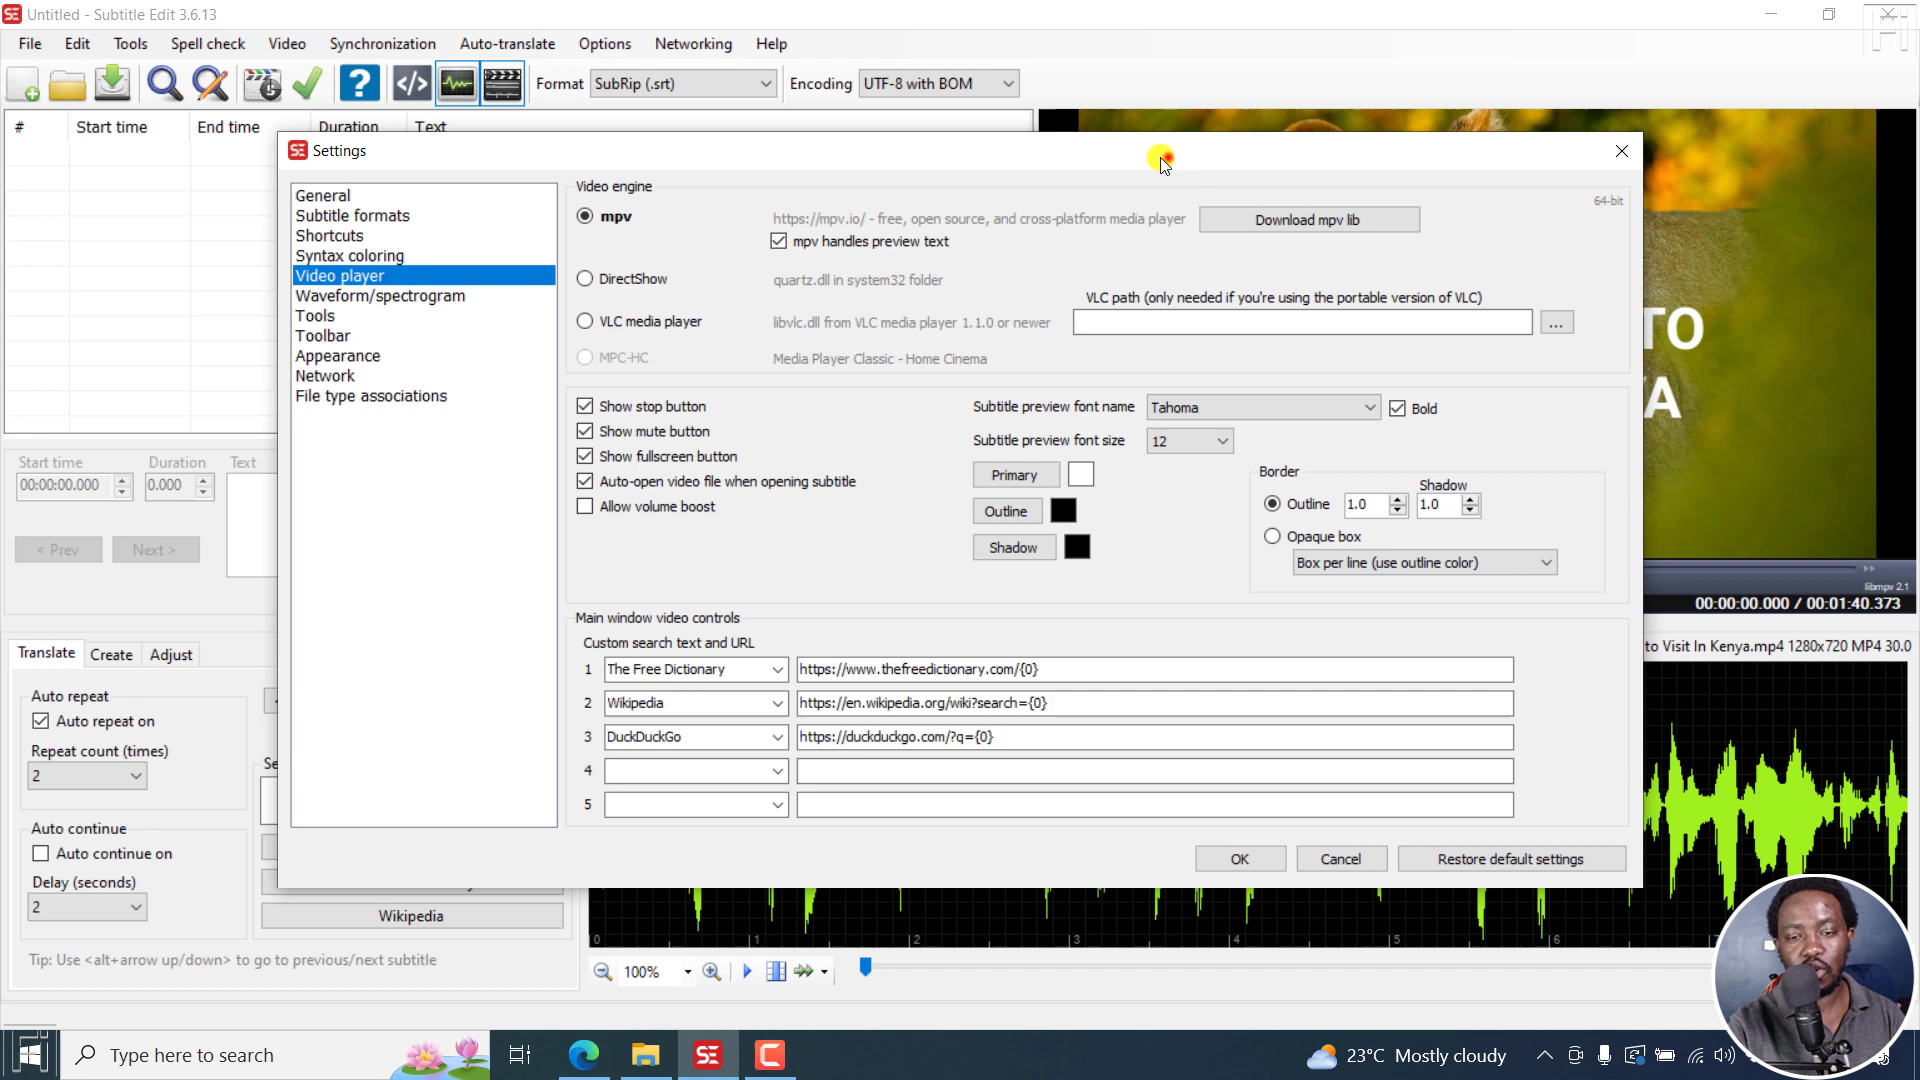 Untitled - Subtitle Edit 3.6.13
File Edit Tools Spell check Video Synchronization Auto-translate Options Networking Help
Format SubRip (.srt) Encoding UTF-8 with BOM
# Start time End time Duration Text
Settings
General
Subtitle formats
Shortcuts
Syntax coloring
Video player
Waveform/spectrogram
Tools
Toolbar
Appearance
Network
File type associations
Video engine
64-bit
mpv https://mpv.io/ - free, open source, and cross-platform media player Download mpv lib
mpv handles preview text
DirectShow quartz.dll in system32 folder
VLC path (only needed if you're using the portable version of VLC)
VLC media player libvlc.dll from VLC media player 1.1.0 or newer ...
MPC-HC Media Player Classic - Home Cinema
Show stop button
Show mute button
Show fullscreen button
Auto-open video file when opening subtitle
Allow volume boost
Subtitle preview font name Tahoma Bold
Subtitle preview font size 12
Primary
Outline
Shadow
Border
Shadow
Outline 1.0 1.0
Opaque box
Box per line (use outline color)
Main window video controls
Custom search text and URL
1 The Free Dictionary https://www.thefreedictionary.com/{0}
2 Wikipedia https://en.wikipedia.org/wiki?search={0}
3 DuckDuckGo https://duckduckgo.com/?q={0}
4
5
OK Cancel Restore default settings
TO
A
libmpv 2.1
00:00:00.000 / 00:01:40.373
to Visit In Kenya.mp4 1280x720 MP4 30.0
Start time Duration Text
00:00:00.000 0.000
< Prev Next >
Translate Create Adjust
Auto repeat
Auto repeat on
Repeat count (times)
2
Se
Auto continue
Auto continue on
Delay (seconds)
2
Wikipedia
Tip: Use <alt+arrow up/down> to go to previous/next subtitle
0 1 2 3 4 5 6 7
100%
Type here to search
23°C Mostly cloudy